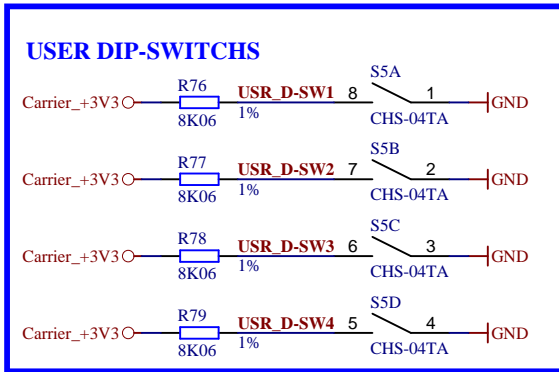 USER DIP-SWITCHS
R76 S5A
Carrier_+3V3 USR_D-SW1 8 1 GND
8K06 1% CHS-04TA
R77 S5B
Carrier_+3V3 USR_D-SW2 7 2 GND
8K06 1% CHS-04TA
R78 S5C
Carrier_+3V3 USR_D-SW3 6 3 GND
8K06 1% CHS-04TA
R79 S5D
Carrier_+3V3 USR_D-SW4 5 4 GND
8K06 1% CHS-04TA